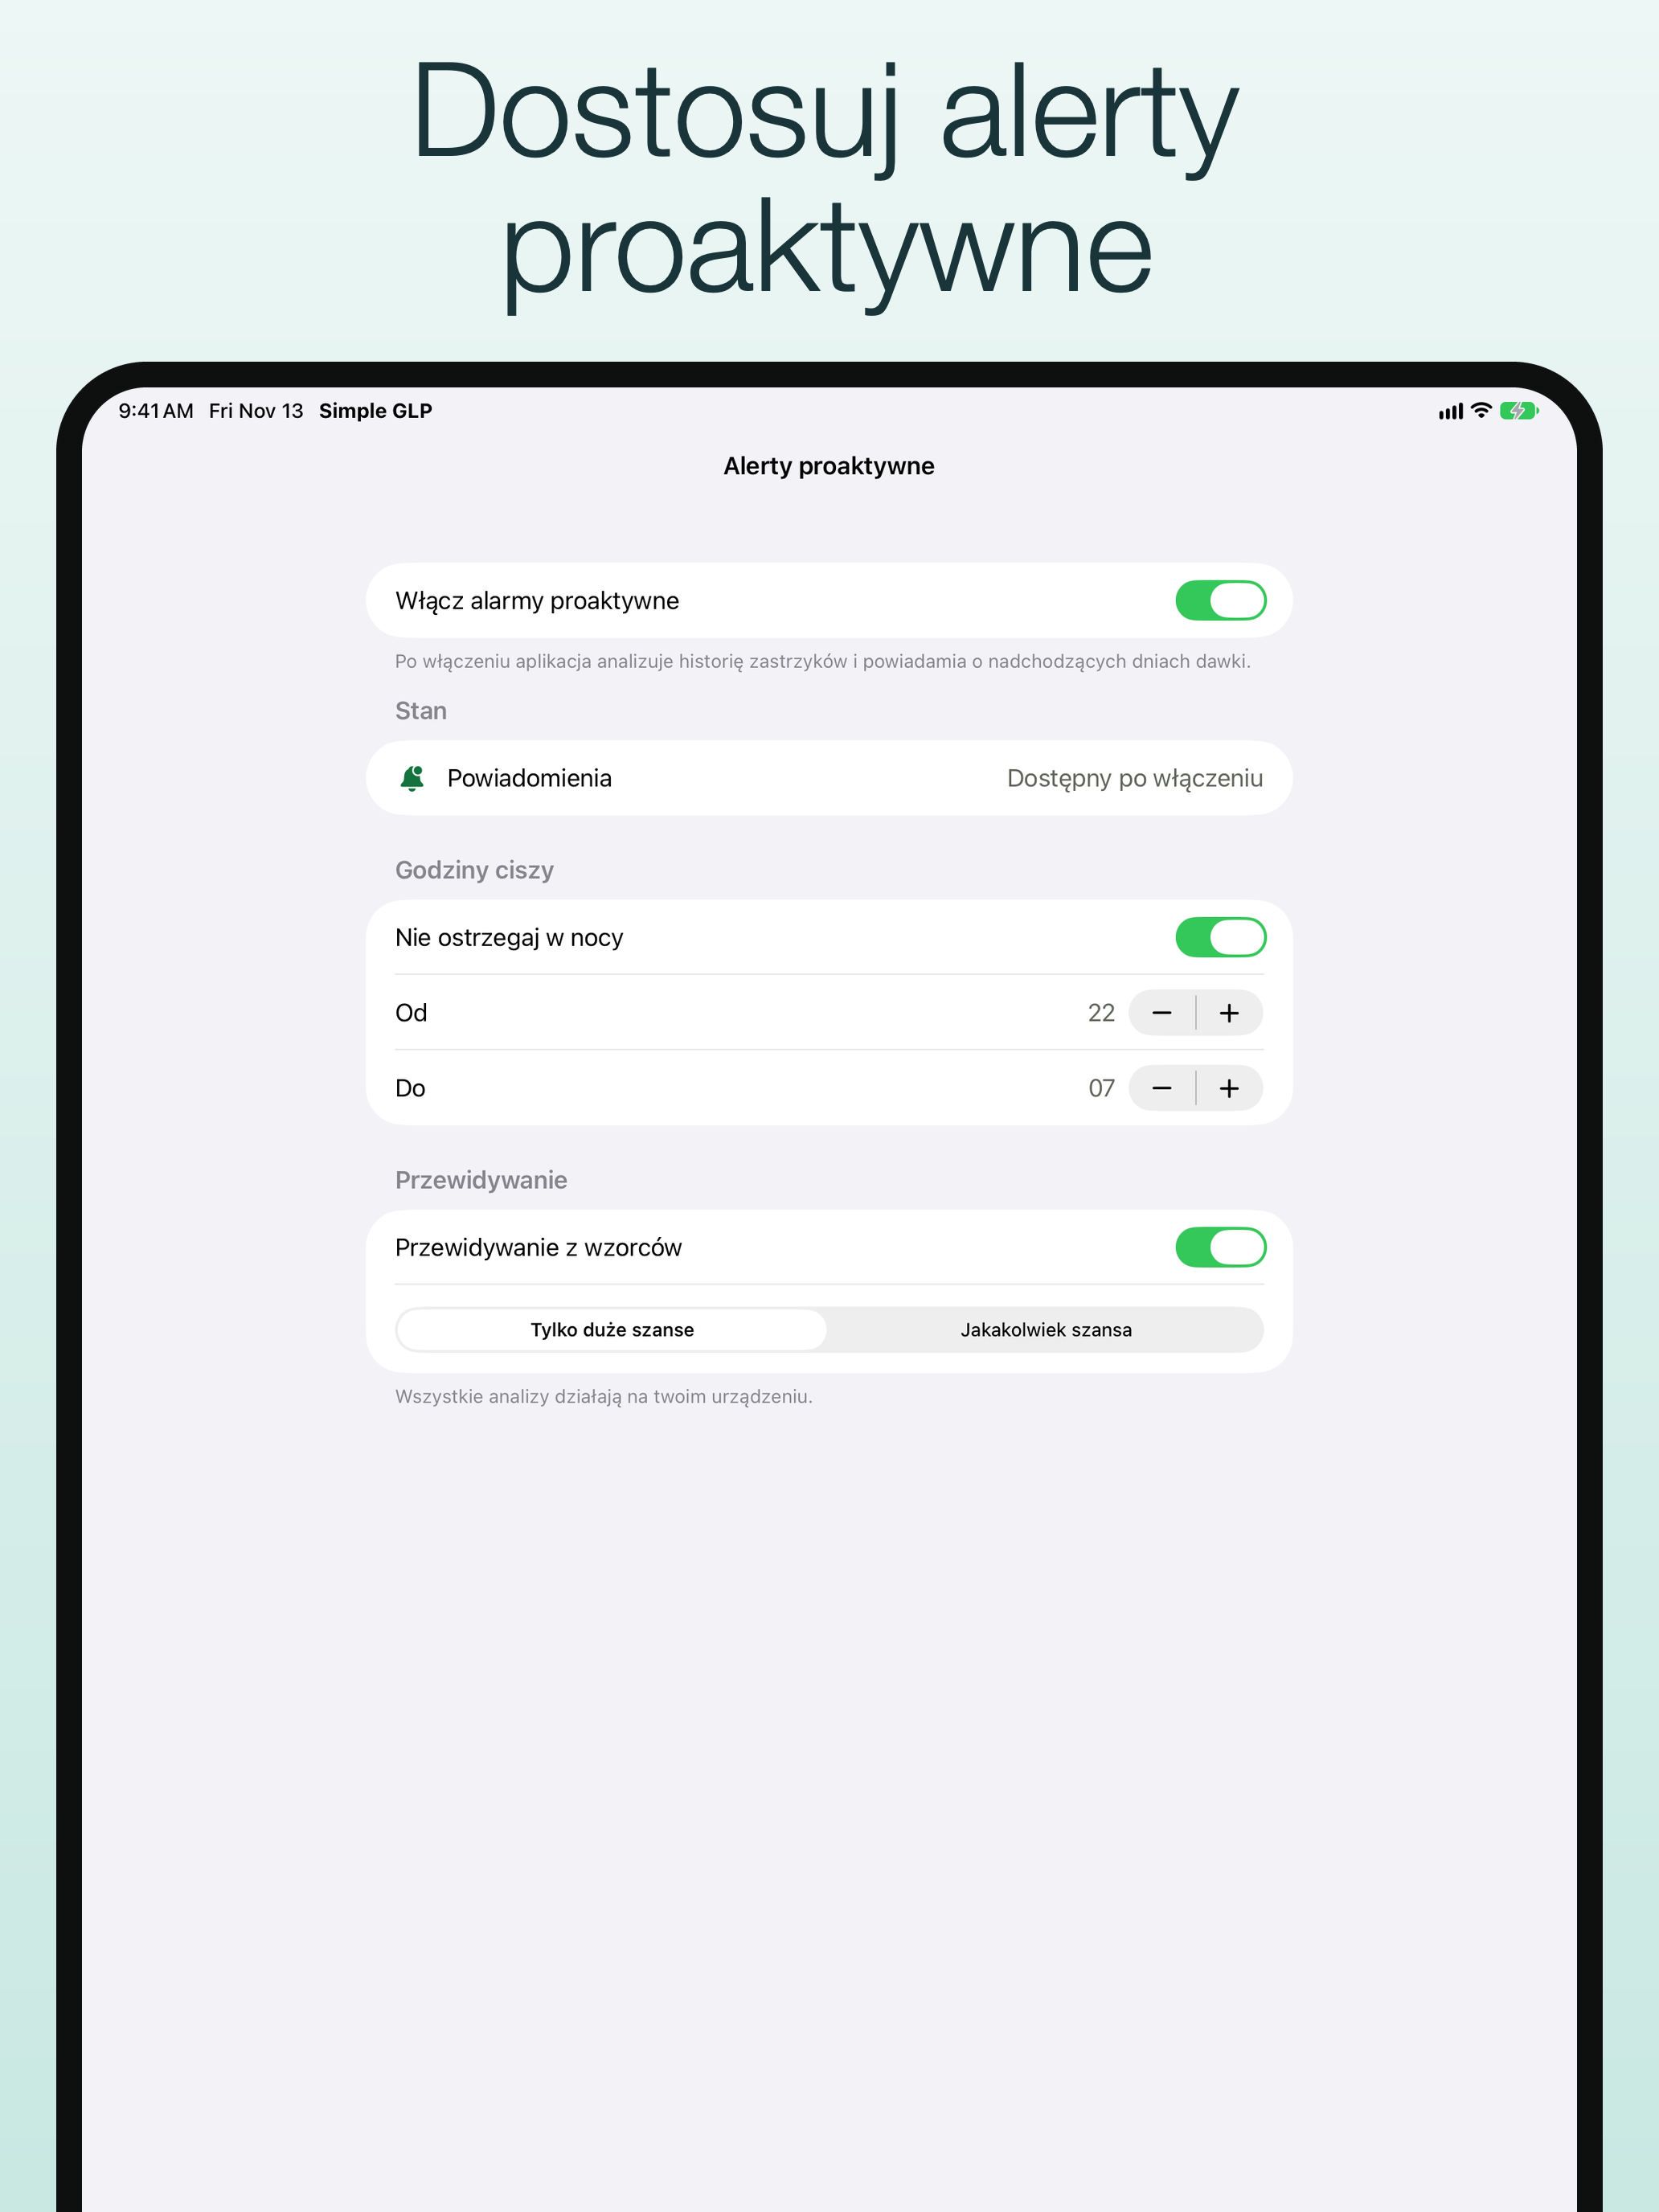 Dostosuj alerty
proaktywne
9:41 AM Fri Nov 13 Simple GLP
Alerty proaktywne
Włącz alarmy proaktywne
Po włączeniu aplikacja analizuje historię zastrzyków i powiadamia o nadchodzących dniach dawki.
Stan
Powiadomienia Dostępny po włączeniu
Godziny ciszy
Nie ostrzegaj w nocy
Od 22 − +
Do 07 − +
Przewidywanie
Przewidywanie z wzorców
Tylko duże szanse Jakakolwiek szansa
Wszystkie analizy działają na twoim urządzeniu.